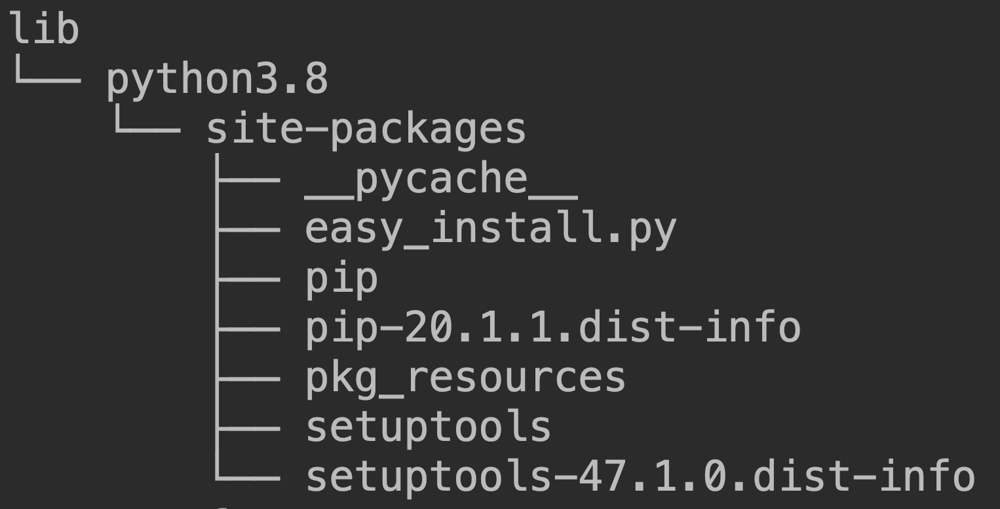 lib
└── python3.8
    └── site-packages
        ├── __pycache__
        ├── easy_install.py
        ├── pip
        ├── pip-20.1.1.dist-info
        ├── pkg_resources
        ├── setuptools
        └── setuptools-47.1.0.dist-info